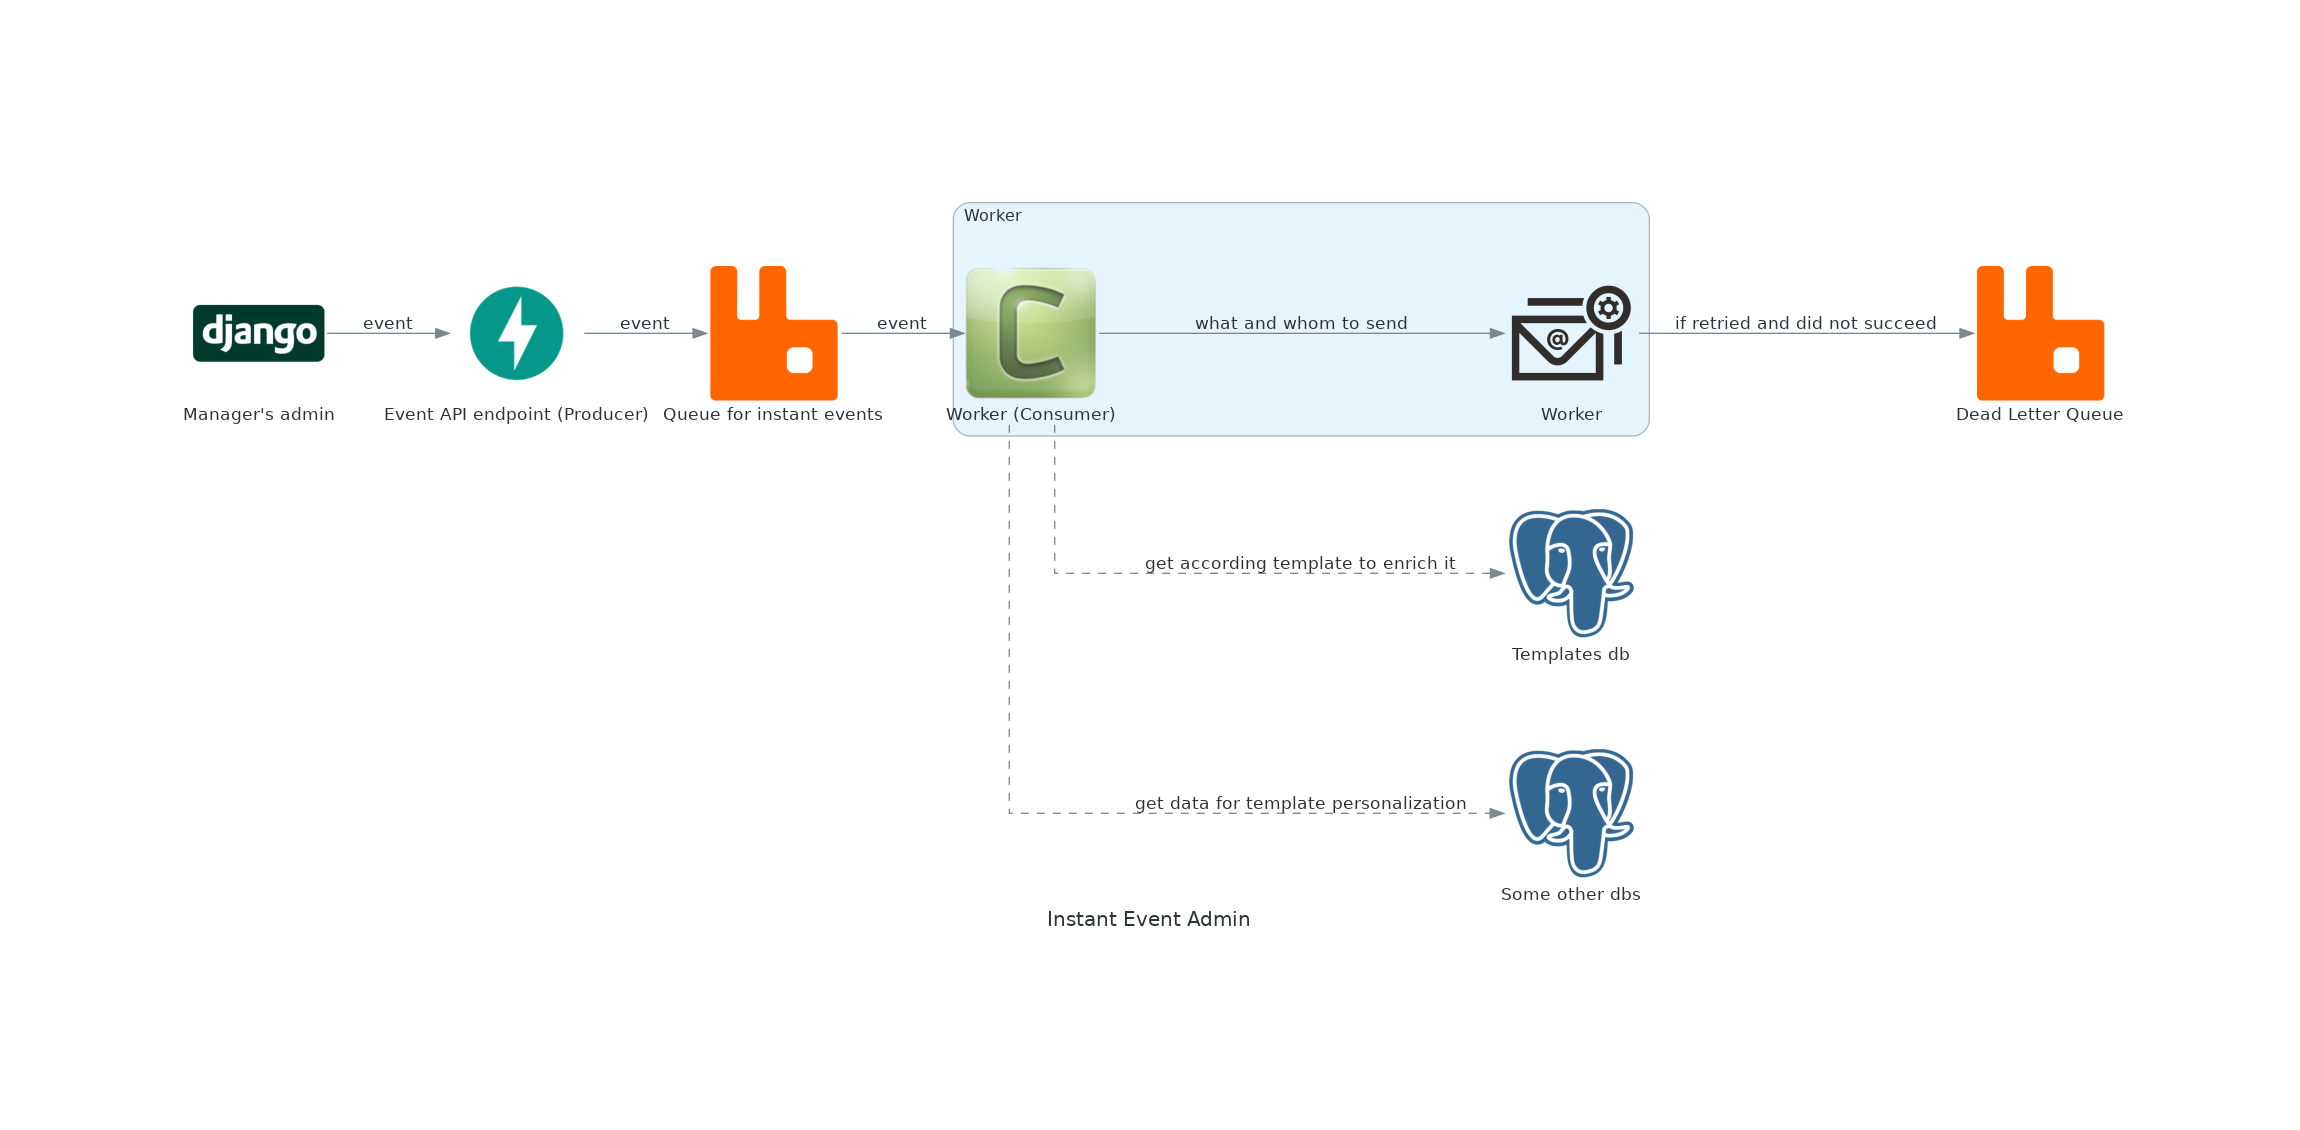 Worker
django
event
event
event
what and whom to send
@
if retried and did not succeed
Manager's admin
Event API endpoint (Producer)
Queue for instant events
Worker (Consumer)
Worker
Dead Letter Queue
get according template to enrich it
Templates db
get data for template personalization
Some other dbs
Instant Event Admin